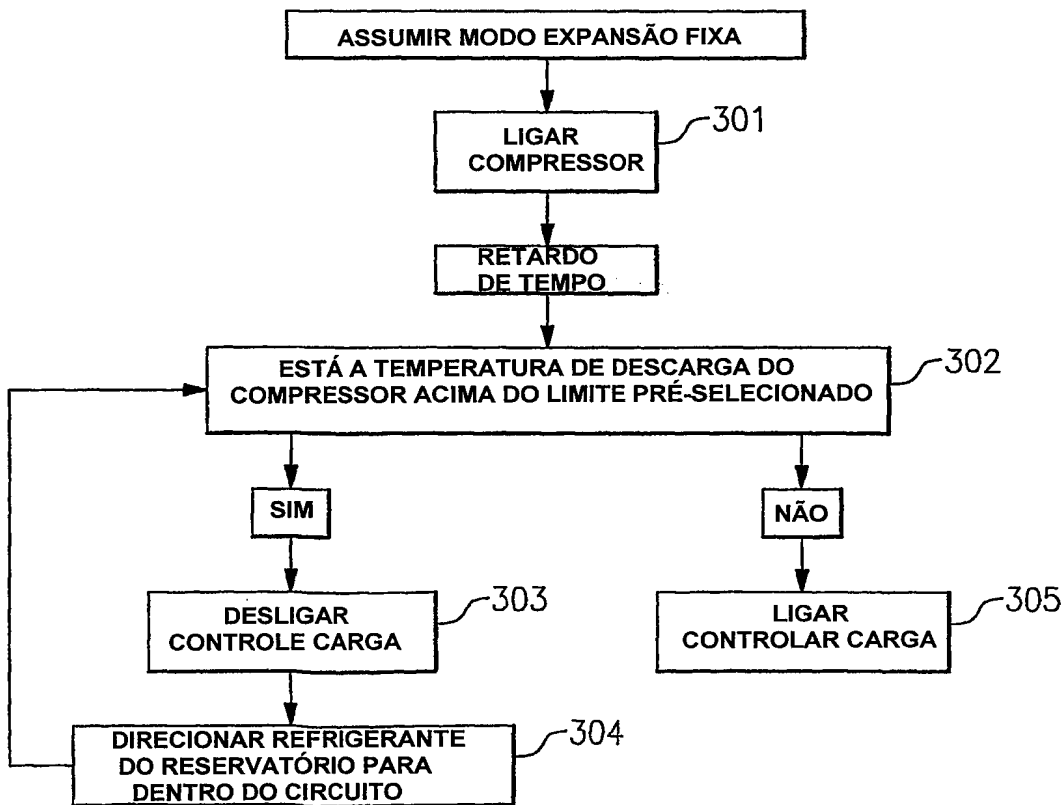 ASSUMIR MODO EXPANSÃO FIXA
LIGAR
COMPRESSOR
301
RETARDO
DE TEMPO
ESTÁ A TEMPERATURA DE DESCARGA DO
COMPRESSOR ACIMA DO LIMITE PRÉ-SELECIONADO
302
SIM
NÃO
DESLIGAR
CONTROLE CARGA
303
LIGAR
CONTROLAR CARGA
305
DIRECIONAR REFRIGERANTE
DO RESERVATÓRIO PARA
DENTRO DO CIRCUITO
304